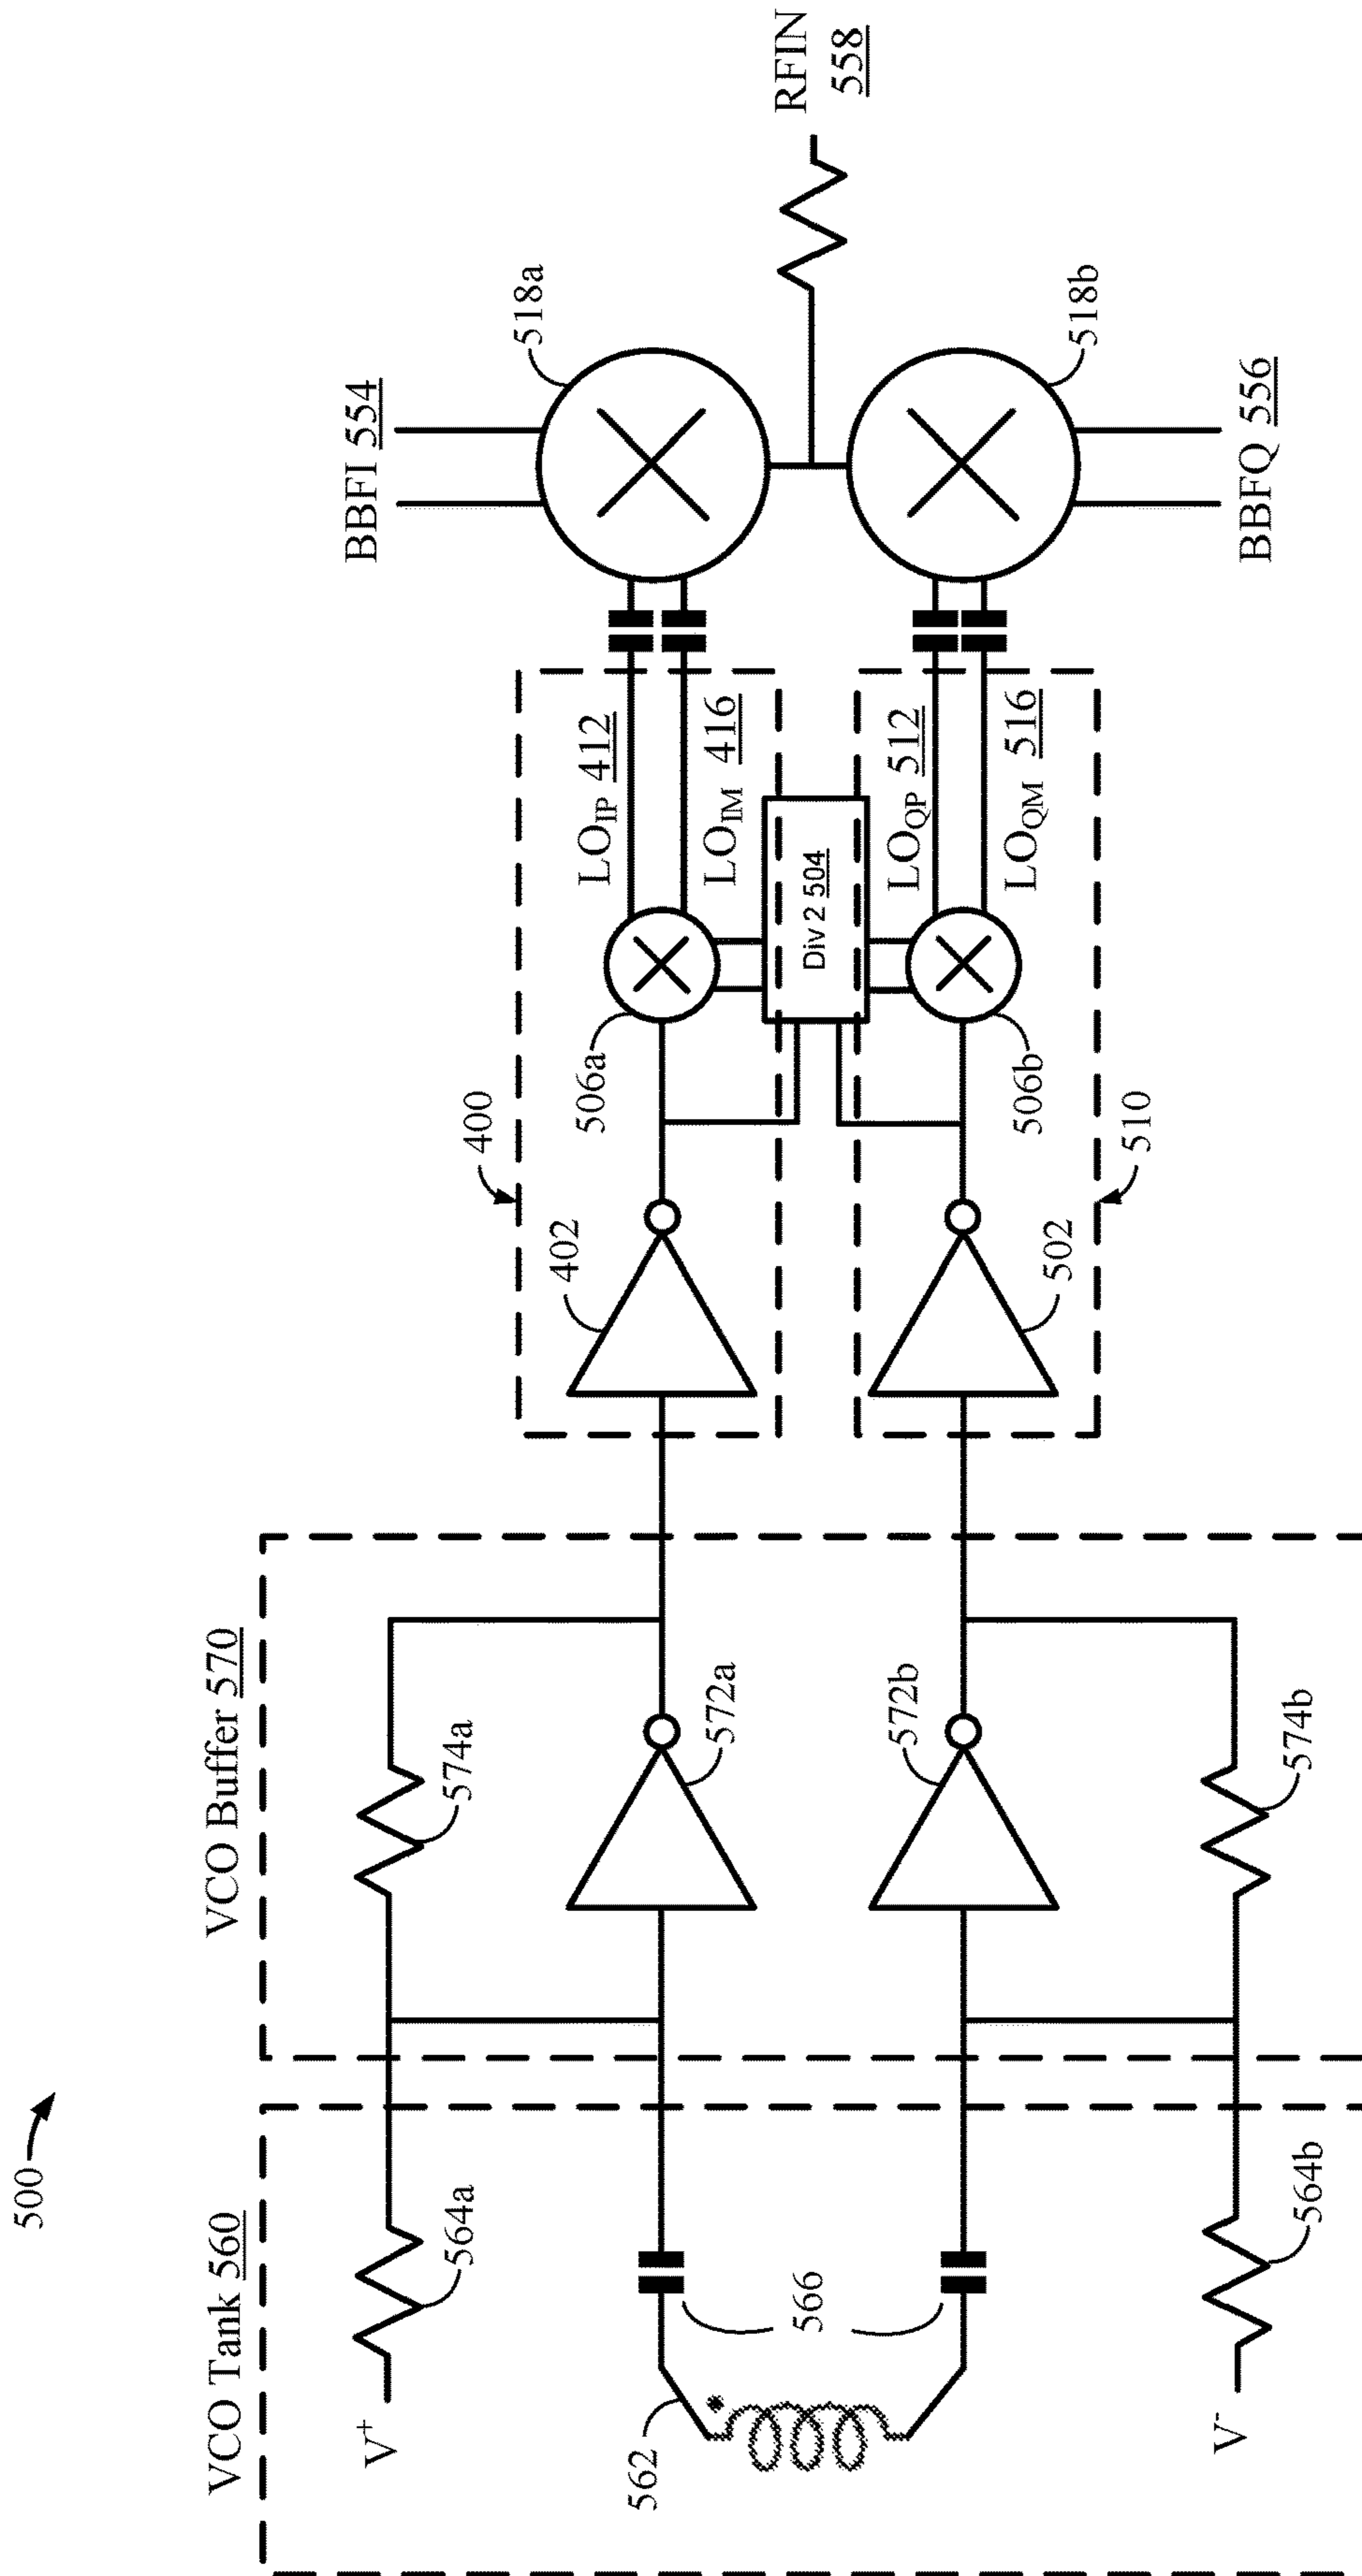 500
VCO Tank 560
VCO Buffer 570
V+
564a
574a
562
566
572a
572b
V-
564b
574b
400
402
506a
LOIP 412
LOIM 416
Div 2 504
LOQP 512
LOQM 516
502
506b
510
BBFI 554
518a
RFIN
558
518b
BBFQ 556